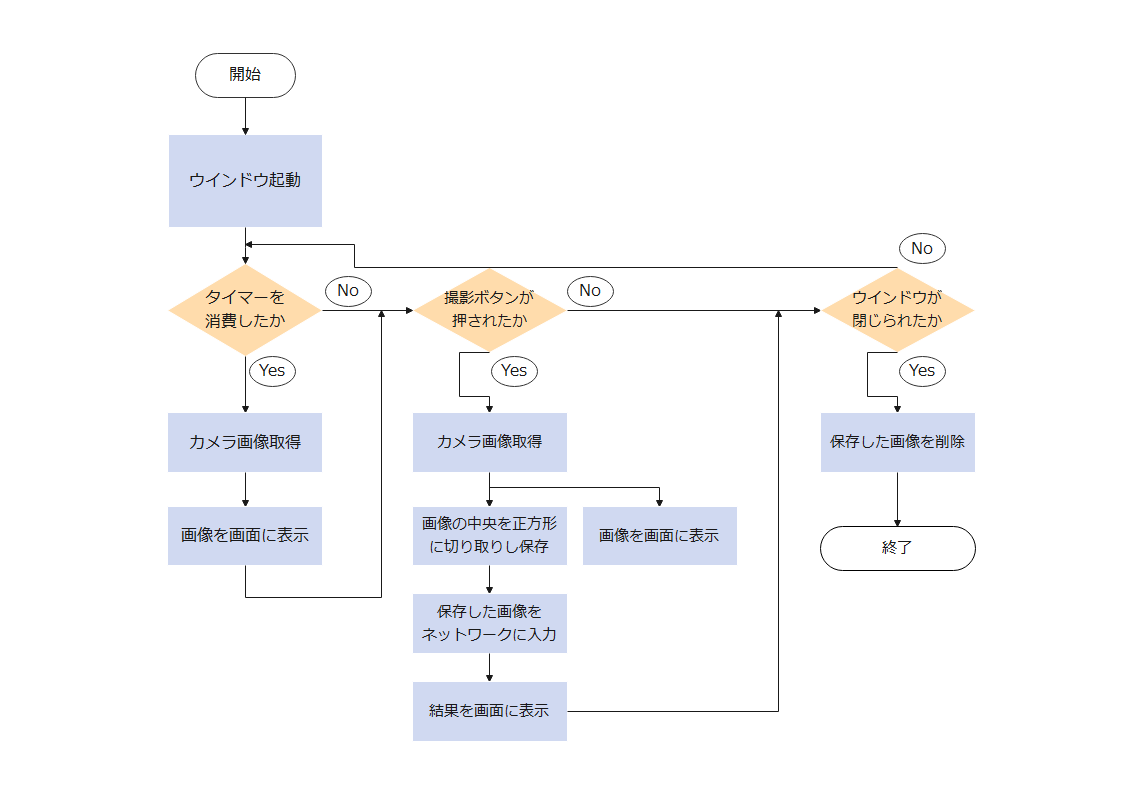 開始
ウインドウ起動
タイマーを
消費したか
No
Yes
カメラ画像取得
画像を画面に表示
撮影ボタンが
押されたか
No
Yes
カメラ画像取得
画像の中央を正方形
に切り取りし保存
画像を画面に表示
保存した画像を
ネットワークに入力
結果を画面に表示
No
ウインドウが
閉じられたか
Yes
保存した画像を削除
終了